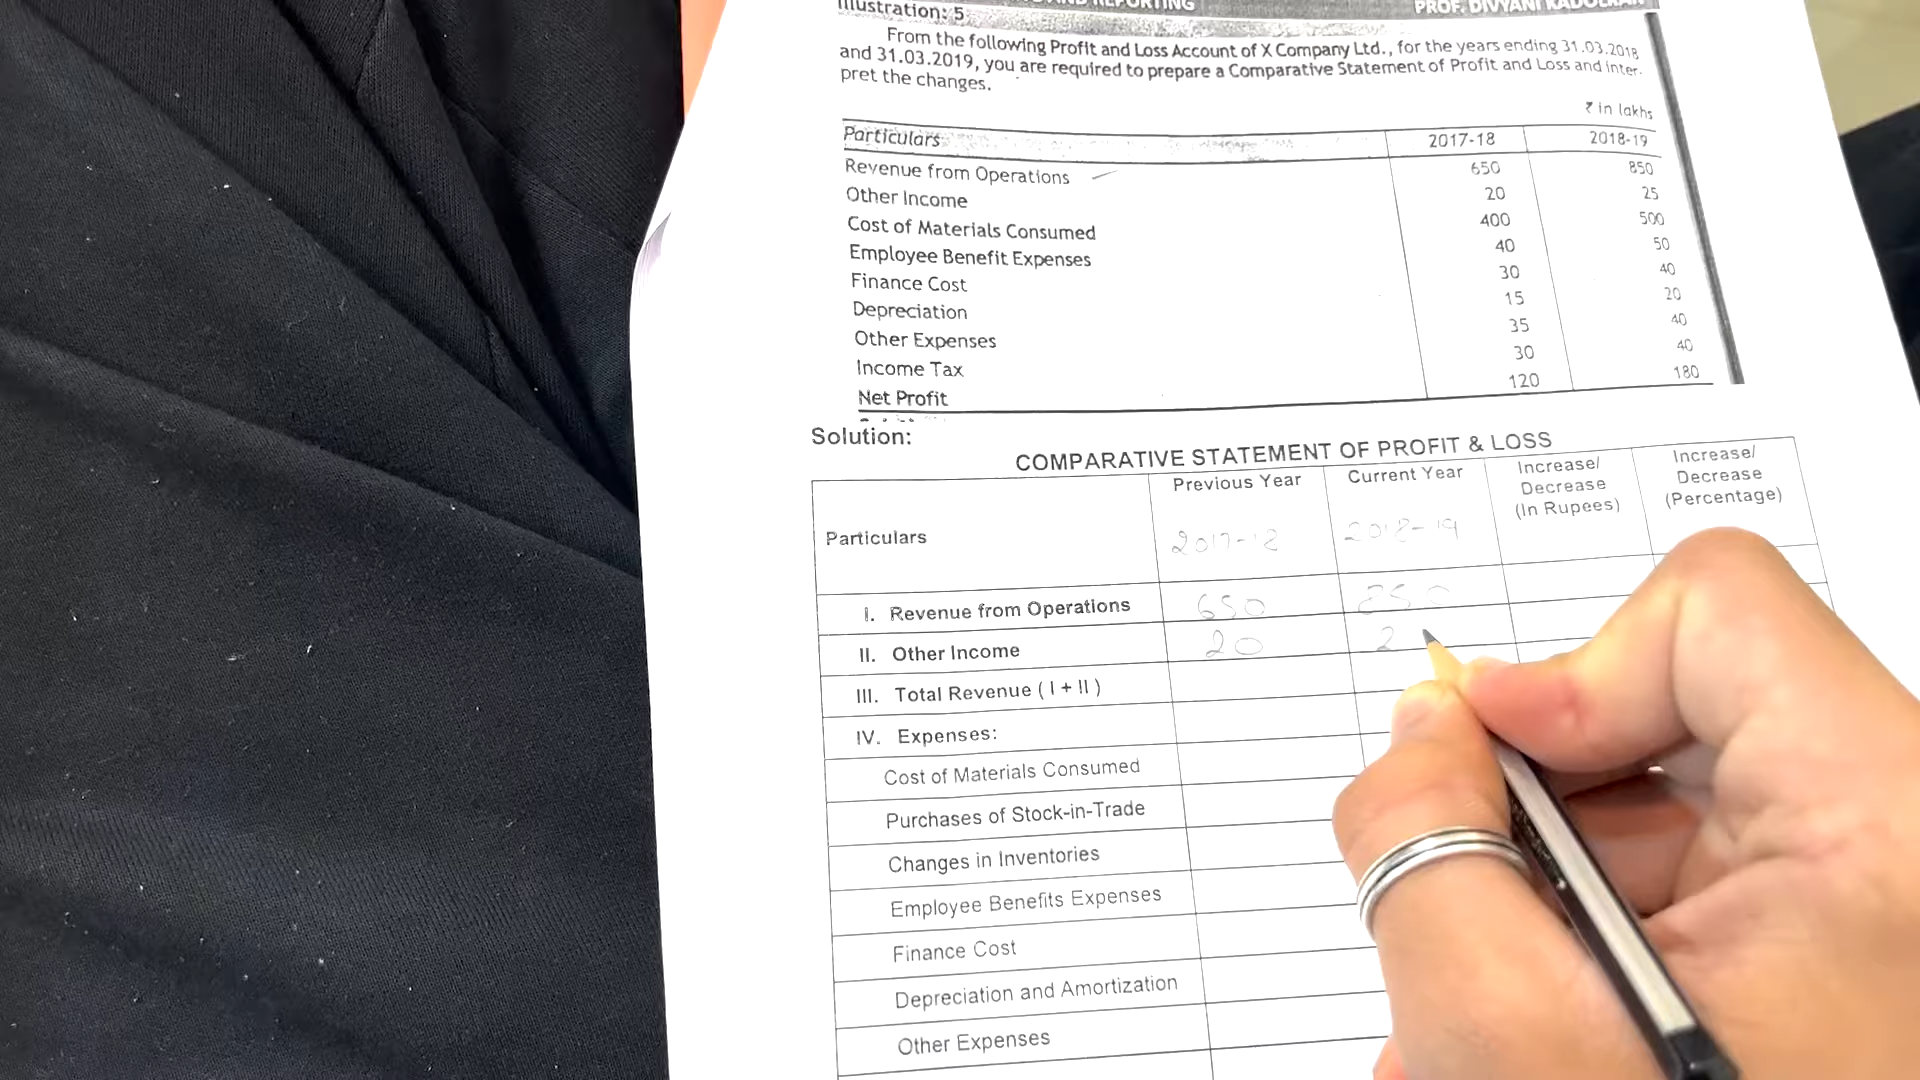 Illustration: 5
AND REPORTING PROF. DIVYANI KADOLKAR
From the following Profit and Loss Account of X Company Ltd., for the years ending 31.03.2018
and 31.03.2019, you are required to prepare a Comparative Statement of Profit and Loss and inter-
pret the changes.
₹ in lakhs
Particulars 2017-18 2018-19
Revenue from Operations 650 850
Other Income 20 25
Cost of Materials Consumed 400 500
Employee Benefit Expenses 40 50
Finance Cost 30 40
Depreciation 15 20
Other Expenses 35 40
Income Tax 30 40
Net Profit 120 180
Solution:
COMPARATIVE STATEMENT OF PROFIT & LOSS
Particulars
Previous Year
2017-18
Current Year
2018-19
Increase/
Decrease
(In Rupees)
Increase/
Decrease
(Percentage)
I. Revenue from Operations 650 850
II. Other Income 20 2
III. Total Revenue ( I + II )
IV. Expenses:
Cost of Materials Consumed
Purchases of Stock-in-Trade
Changes in Inventories
Employee Benefits Expenses
Finance Cost
Depreciation and Amortization
Other Expenses